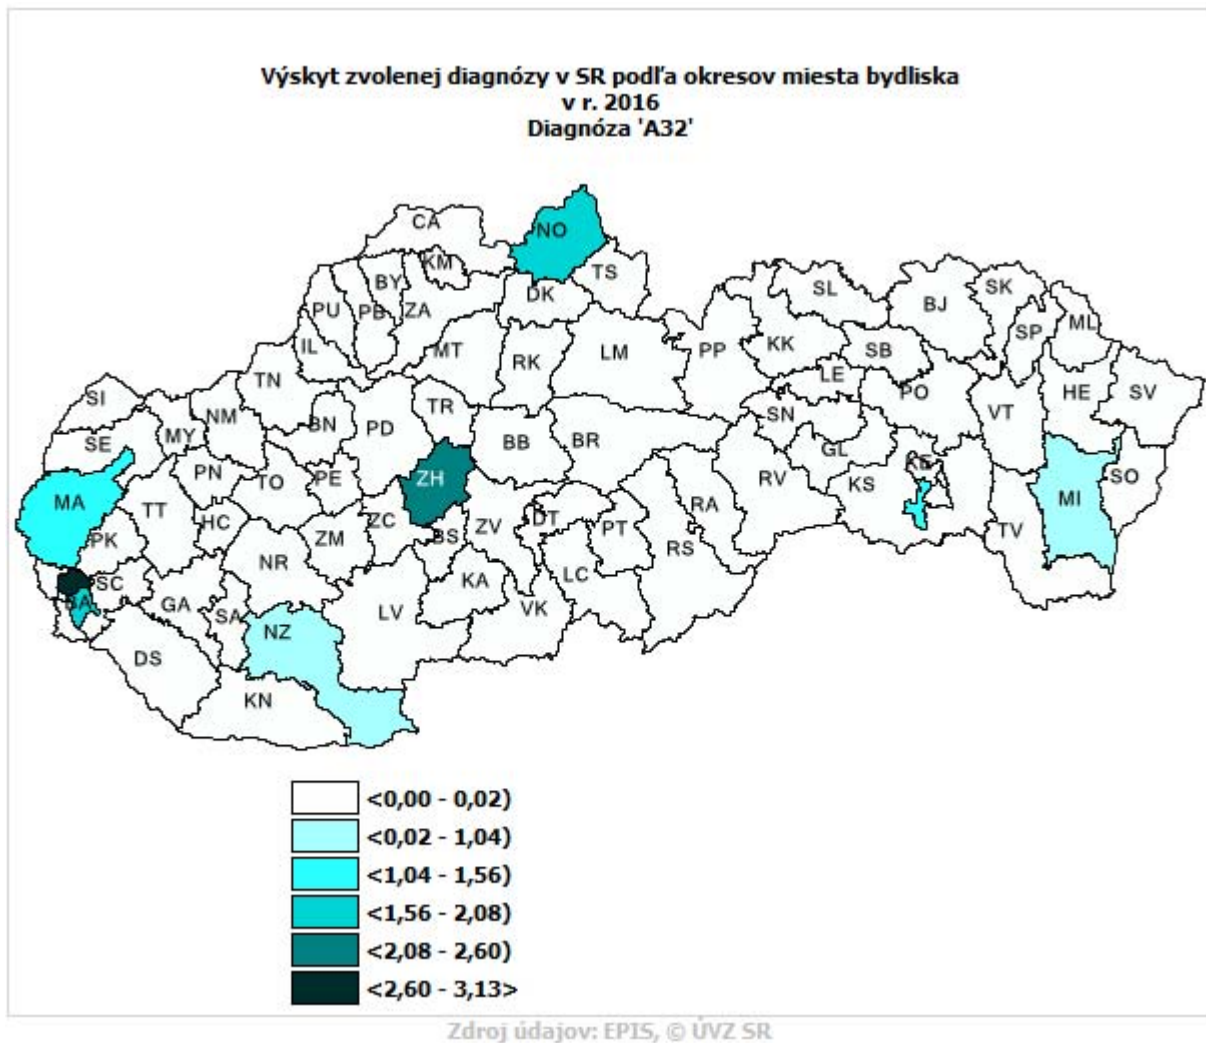 Výskyt zvolenej diagnózy v SR podľa okresov miesta bydliska
v r. 2016
Diagnóza 'A32'
CA
NO
KM
TS
BY
DK
SL
SK
BJ
PU
PB
ZA
SP
ML
IL
MT
RK
LM
PP
KK
SB
TN
LE
PO
HE
SV
SI
NM
BN
PD
TR
SN
VT
SE
MY
BB
BR
GL
PN
TO
PE
ZH
RV
KS
KE
SO
MA
TT
HC
ZC
ZV
DT
PT
RA
MI
PK
NR
ZM
BS
RS
TV
SC
GA
SA
KA
LC
BA
NZ
LV
VK
DS
KN
<0,00 - 0,02)
<0,02 - 1,04)
<1,04 - 1,56)
<1,56 - 2,08)
<2,08 - 2,60)
<2,60 - 3,13>
Zdroj údajov: EPIS, © ÚVZ SR